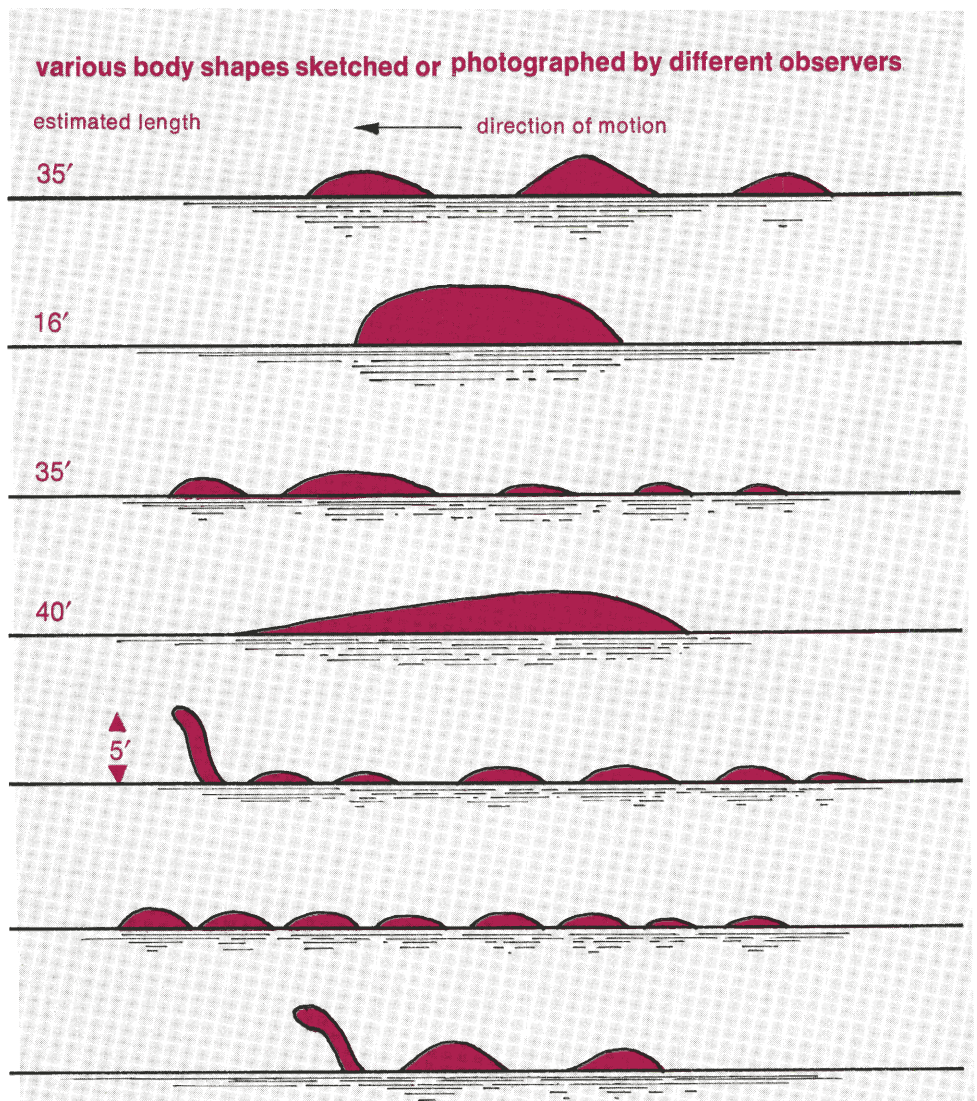 various body shapes sketched or photographed by different observers
estimated length
direction of motion
35′
16′
35′
40′
5′